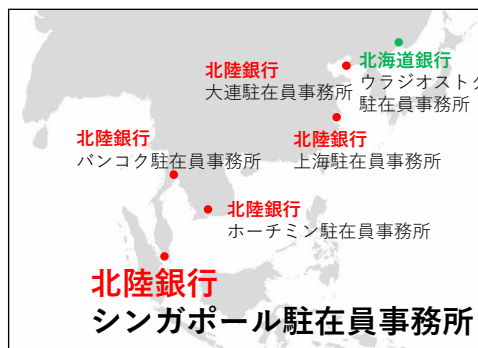 北海道銀行
ウラジオストク
駐在員事務所
北陸銀行
大連駐在員事務所
北陸銀行
上海駐在員事務所
北陸銀行
バンコク駐在員事務所
北陸銀行
ホーチミン駐在員事務所
北陸銀行
シンガポール駐在員事務所